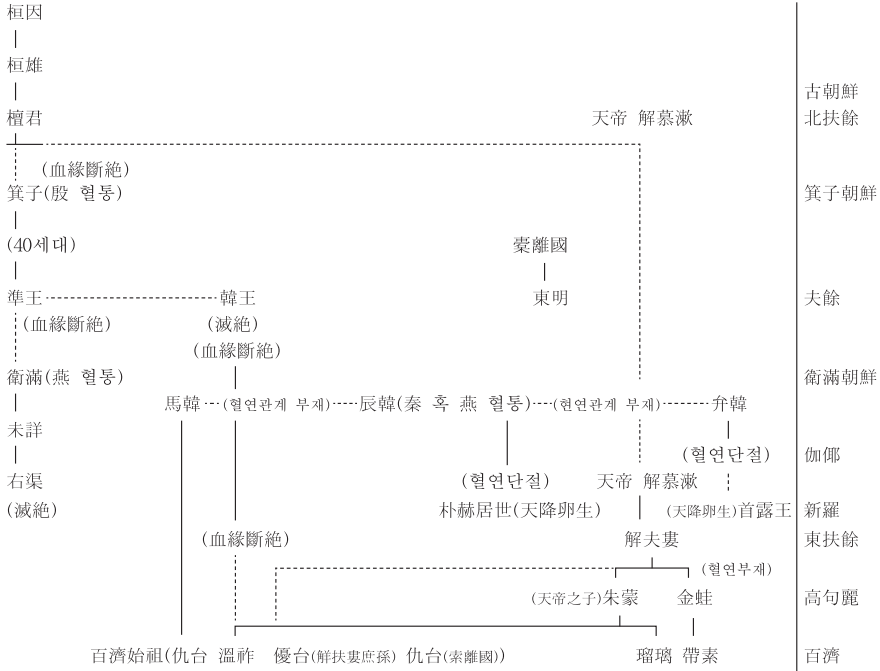 桓因
桓雄
古朝鮮
檀君 天帝 解慕漱 北扶餘
(血緣斷絶)
箕子(殷 혈통) 箕子朝鮮
(40세대) 橐離國
準王 韓王 東明 夫餘
(血緣斷絶) (滅絶)
(血緣斷絶)
衛滿(燕 혈통) 衛滿朝鮮
馬韓 (혈연관계 부재) 辰韓(秦 혹 燕 혈통) (현연관계 부재) 弁韓
未詳
(혈연단절) 伽倻
右渠 (혈연단절) 天帝 解慕漱
(滅絶) 朴赫居世(天降卵生) (天降卵生)首露王 新羅
(血緣斷絶) 解夫婁 東扶餘
(혈연부재)
(天帝之子)朱蒙 金蛙 高句麗
百濟始祖(仇台 溫祚 優台(解扶婁庶孫) 仇台(索離國)) 瑠璃 帶素 百濟